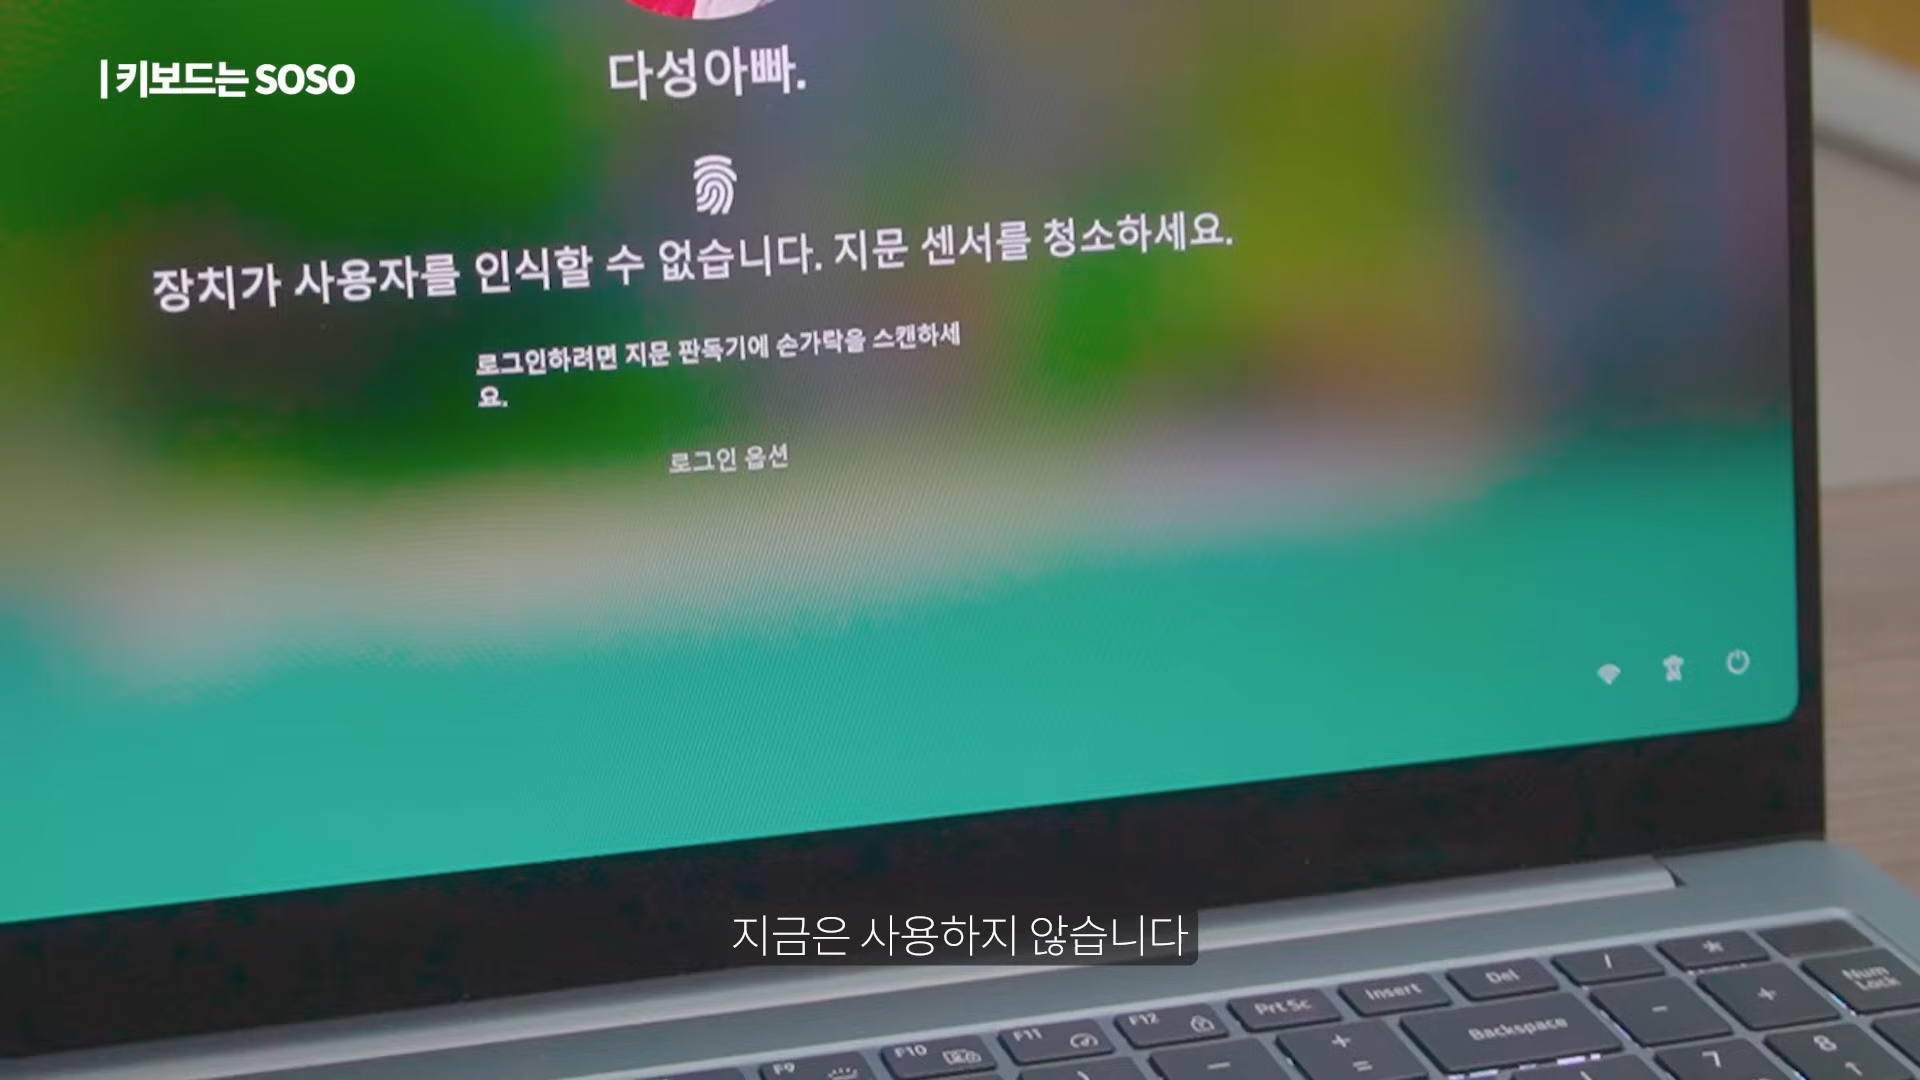 | 키보드는 SOSO
다성아빠.
장치가 사용자를 인식할 수 없습니다. 지문 센서를 청소하세요.
로그인하려면 지문 판독기에 손가락을 스캔하세
요.
로그인 옵션
지금은 사용하지 않습니다
F9 F10 F11 F12 Prt Sc Insert Del / *
- + = Backspace - + Num
Lock
7 8